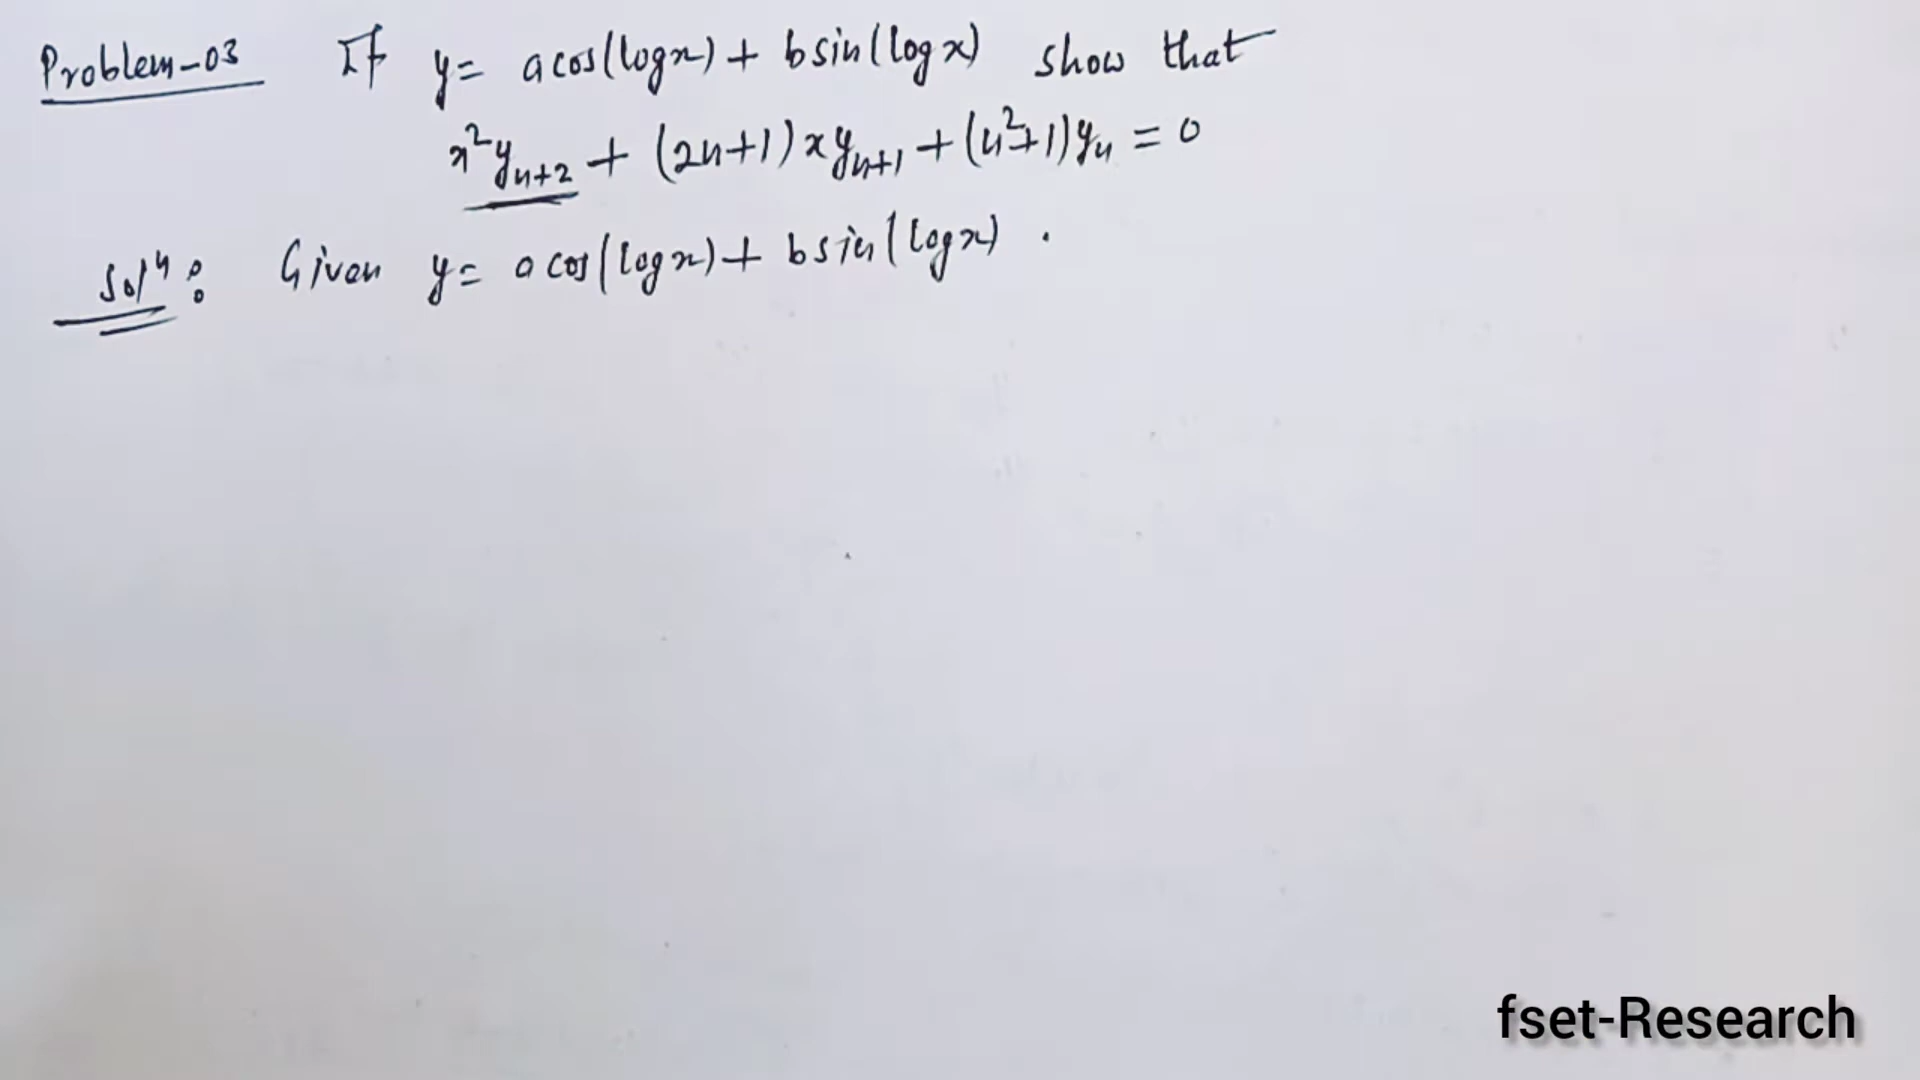 Problem-03 If y= acos(logx)+ bsin(logx) show that
x²yₙ₊₂ + (2n+1)xyₙ₊₁ + (n²+1)yₙ = 0
Solⁿ: Given y= acos(logx)+ bsin(logx) .
fset-Research